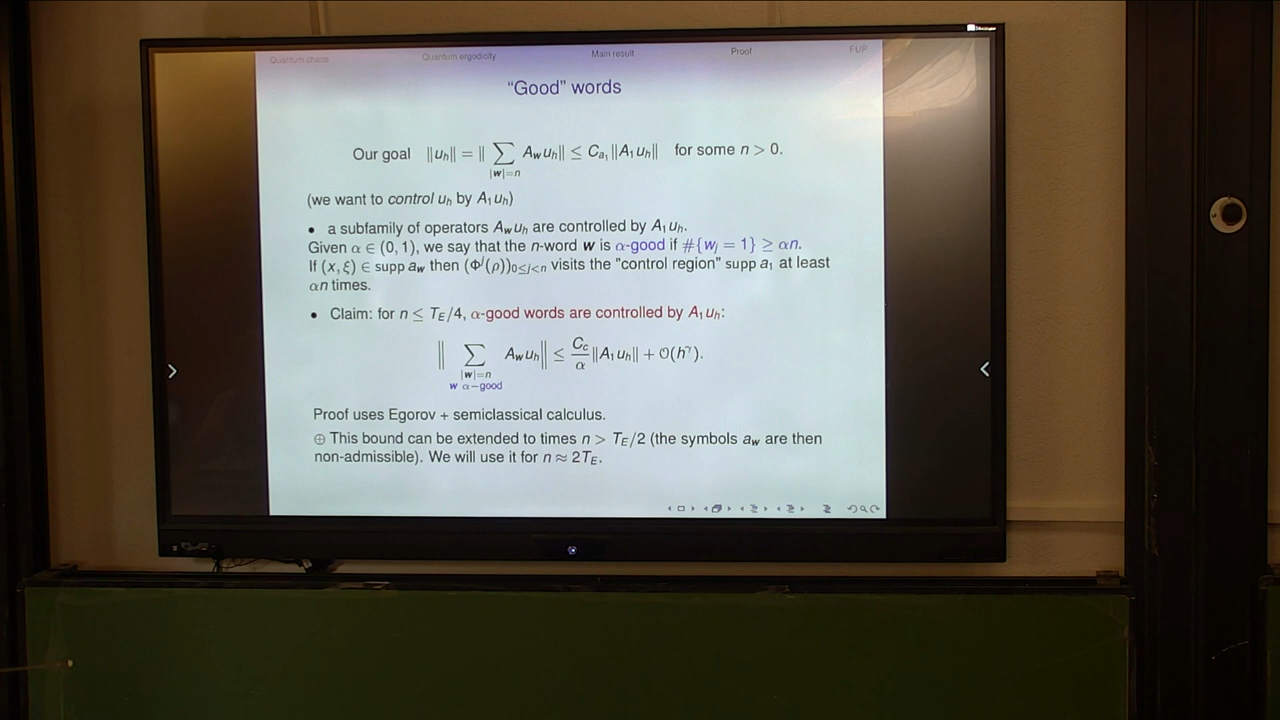 Quantum chaos Quantum ergodicity Main result Proof FUP
“Good” words
Our goal ‖u_h‖ = ‖ ∑_{|w|=n} A_w u_h‖ ≤ C_{a_1} ‖A_1 u_h‖ for some n > 0.
(we want to control u_h by A_1 u_h)
• a subfamily of operators A_w u_h are controlled by A_1 u_h.
Given α ∈ (0, 1), we say that the n-word w is α-good if #{w_j = 1} ≥ αn.
If (x, ξ) ∈ supp a_w then (Φ^j(ρ))_{0≤j<n} visits the "control region" supp a_1 at least
αn times.
• Claim: for n ≤ T_E/4, α-good words are controlled by A_1 u_h:
‖ ∑_{|w|=n, w α−good} A_w u_h‖ ≤ C_c/α ‖A_1 u_h‖ + O(h^γ).
Proof uses Egorov + semiclassical calculus.
⊕ This bound can be extended to times n > T_E/2 (the symbols a_w are then
non-admissible). We will use it for n ≈ 2T_E.